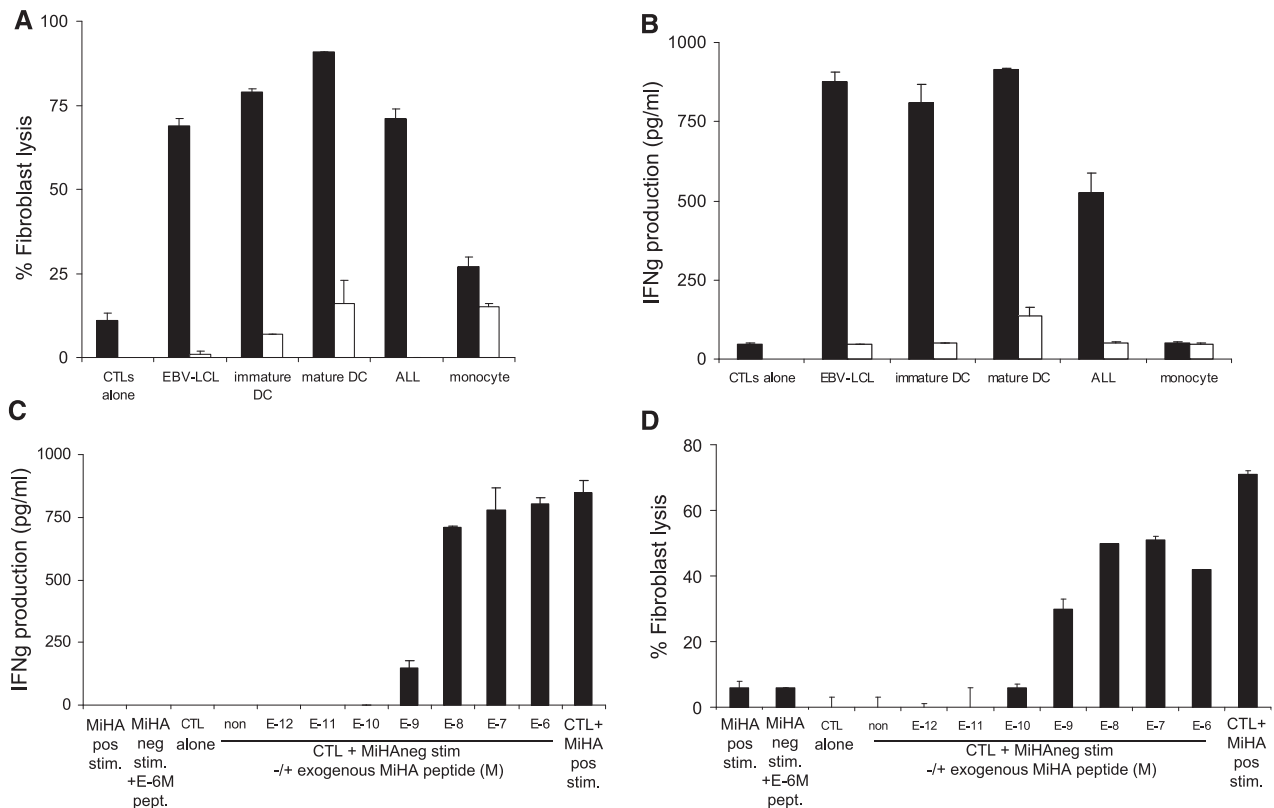 A
% Fibroblast lysis
100
75
50
25
0
CTLs alone
EBV-LCL
immature DC
mature DC
ALL
monocyte
B
IFNg production (pg/ml)
1000
750
500
250
0
CTLs alone
EBV-LCL
immature DC
mature DC
ALL
monocyte
C
IFNg production (pg/ml)
1000
750
500
250
0
MiHA pos stim.
MiHA neg stim. +E-6M pept.
CTL alone
non
E-12
E-11
E-10
E-9
E-8
E-7
E-6
CTL+ MiHA pos stim.
CTL + MiHAneg stim
-/+ exogenous MiHA peptide (M)
D
% Fibroblast lysis
80
60
40
20
0
MiHA pos stim.
MiHA neg stim. +E-6M pept.
CTL alone
non
E-12
E-11
E-10
E-9
E-8
E-7
E-6
CTL+ MiHA pos stim.
CTL + MiHAneg stim
-/+ exogenous MiHA peptide (M)